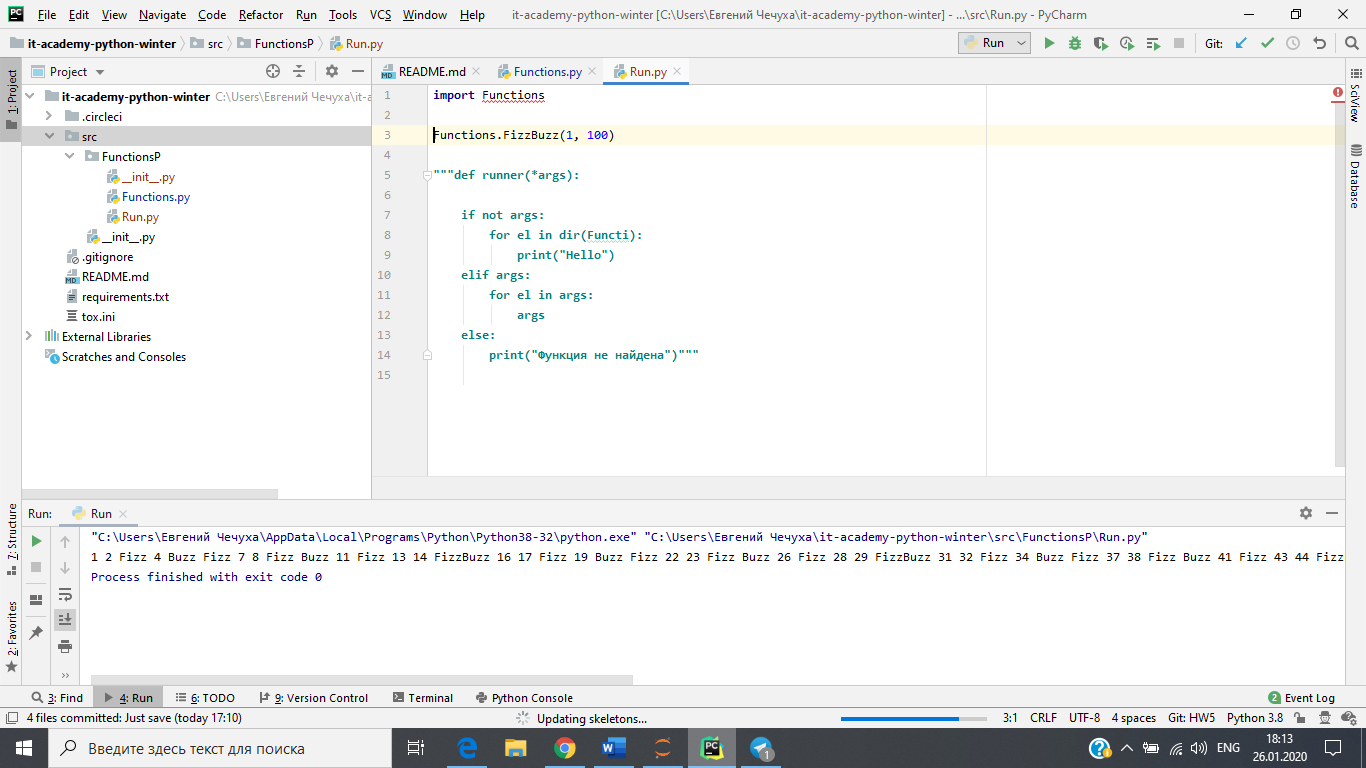 File Edit View Navigate Code Refactor Run Tools VCS Window Help it-academy-python-winter [C:\Users\Евгений Чечуха\it-academy-python-winter] - ...\src\Run.py - PyCharm
it-academy-python-winter src FunctionsP Run.py Run Git:
Project README.md Functions.py Run.py
it-academy-python-winter C:\Users\Евгений Чечуха\it-a
.circleci
src
FunctionsP
__init__.py
Functions.py
Run.py
__init__.py
.gitignore
README.md
requirements.txt
tox.ini
External Libraries
Scratches and Consoles
1: Project
7: Structure
2: Favorites
1 import Functions
2
3 Functions.FizzBuzz(1, 100)
4
5 """def runner(*args):
6
7 if not args:
8 for el in dir(Functi):
9 print("Hello")
10 elif args:
11 for el in args:
12 args
13 else:
14 print("Функция не найдена")"""
15
SciView
Database
Run: Run
"C:\Users\Евгений Чечуха\AppData\Local\Programs\Python\Python38-32\python.exe" "C:\Users\Евгений Чечуха\it-academy-python-winter\src\FunctionsP\Run.py"
1 2 Fizz 4 Buzz Fizz 7 8 Fizz Buzz 11 Fizz 13 14 FizzBuzz 16 17 Fizz 19 Buzz Fizz 22 23 Fizz Buzz 26 Fizz 28 29 FizzBuzz 31 32 Fizz 34 Buzz Fizz 37 38 Fizz Buzz 41 Fizz 43 44 Fizz
Process finished with exit code 0
3: Find 4: Run 6: TODO 9: Version Control Terminal Python Console 2 Event Log
4 files committed: Just save (today 17:10) Updating skeletons... 3:1 CRLF UTF-8 4 spaces Git: HW5 Python 3.8
Введите здесь текст для поиска ENG 18:13
26.01.2020